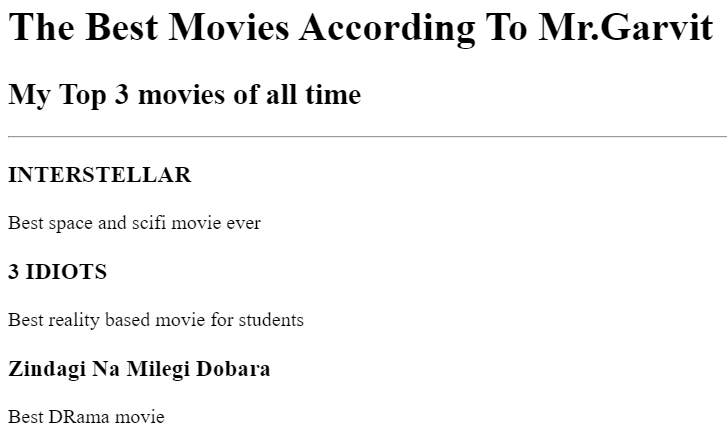 The Best Movies According To Mr.Garvit
My Top 3 movies of all time
INTERSTELLAR
Best space and scifi movie ever
3 IDIOTS
Best reality based movie for students
Zindagi Na Milegi Dobara
Best DRama movie